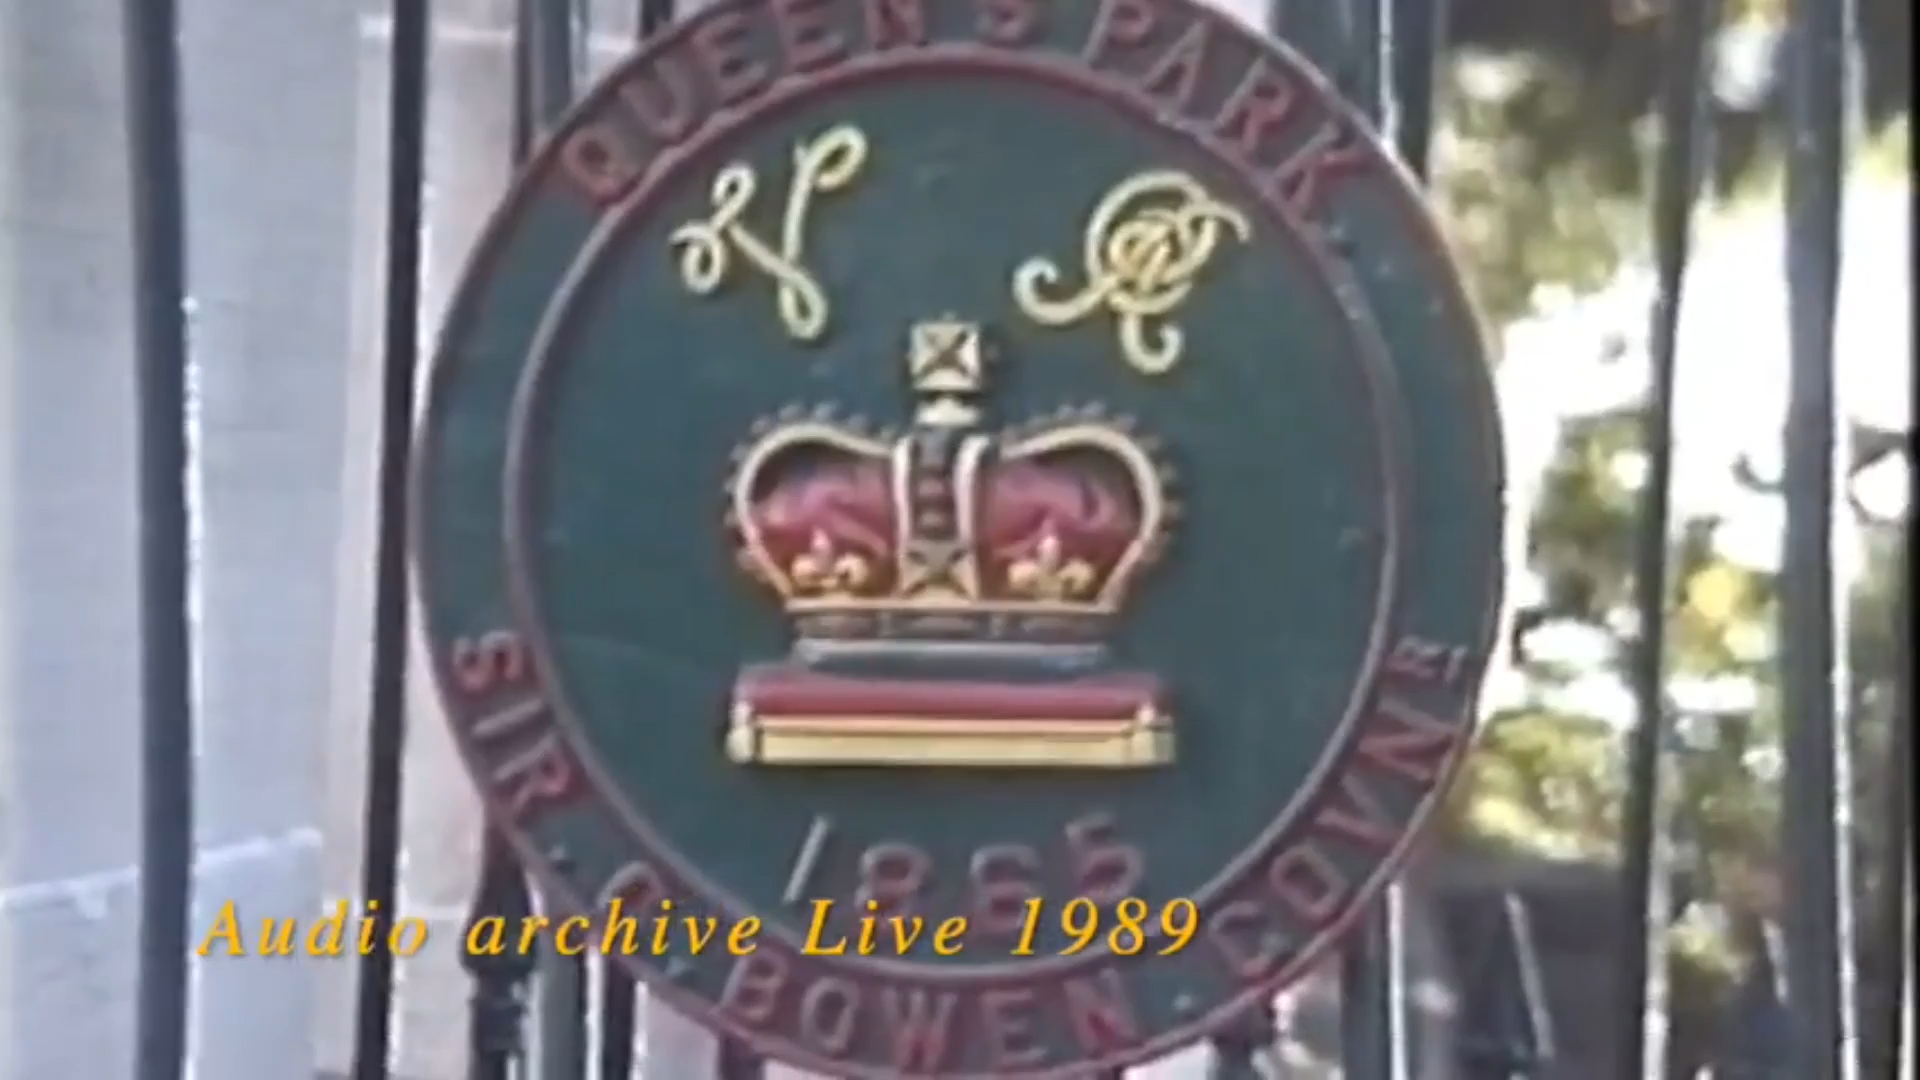 QUEEN'S PARK
V R
1865
SIR · G · BOWEN · GOVNR
Audio archive Live 1989